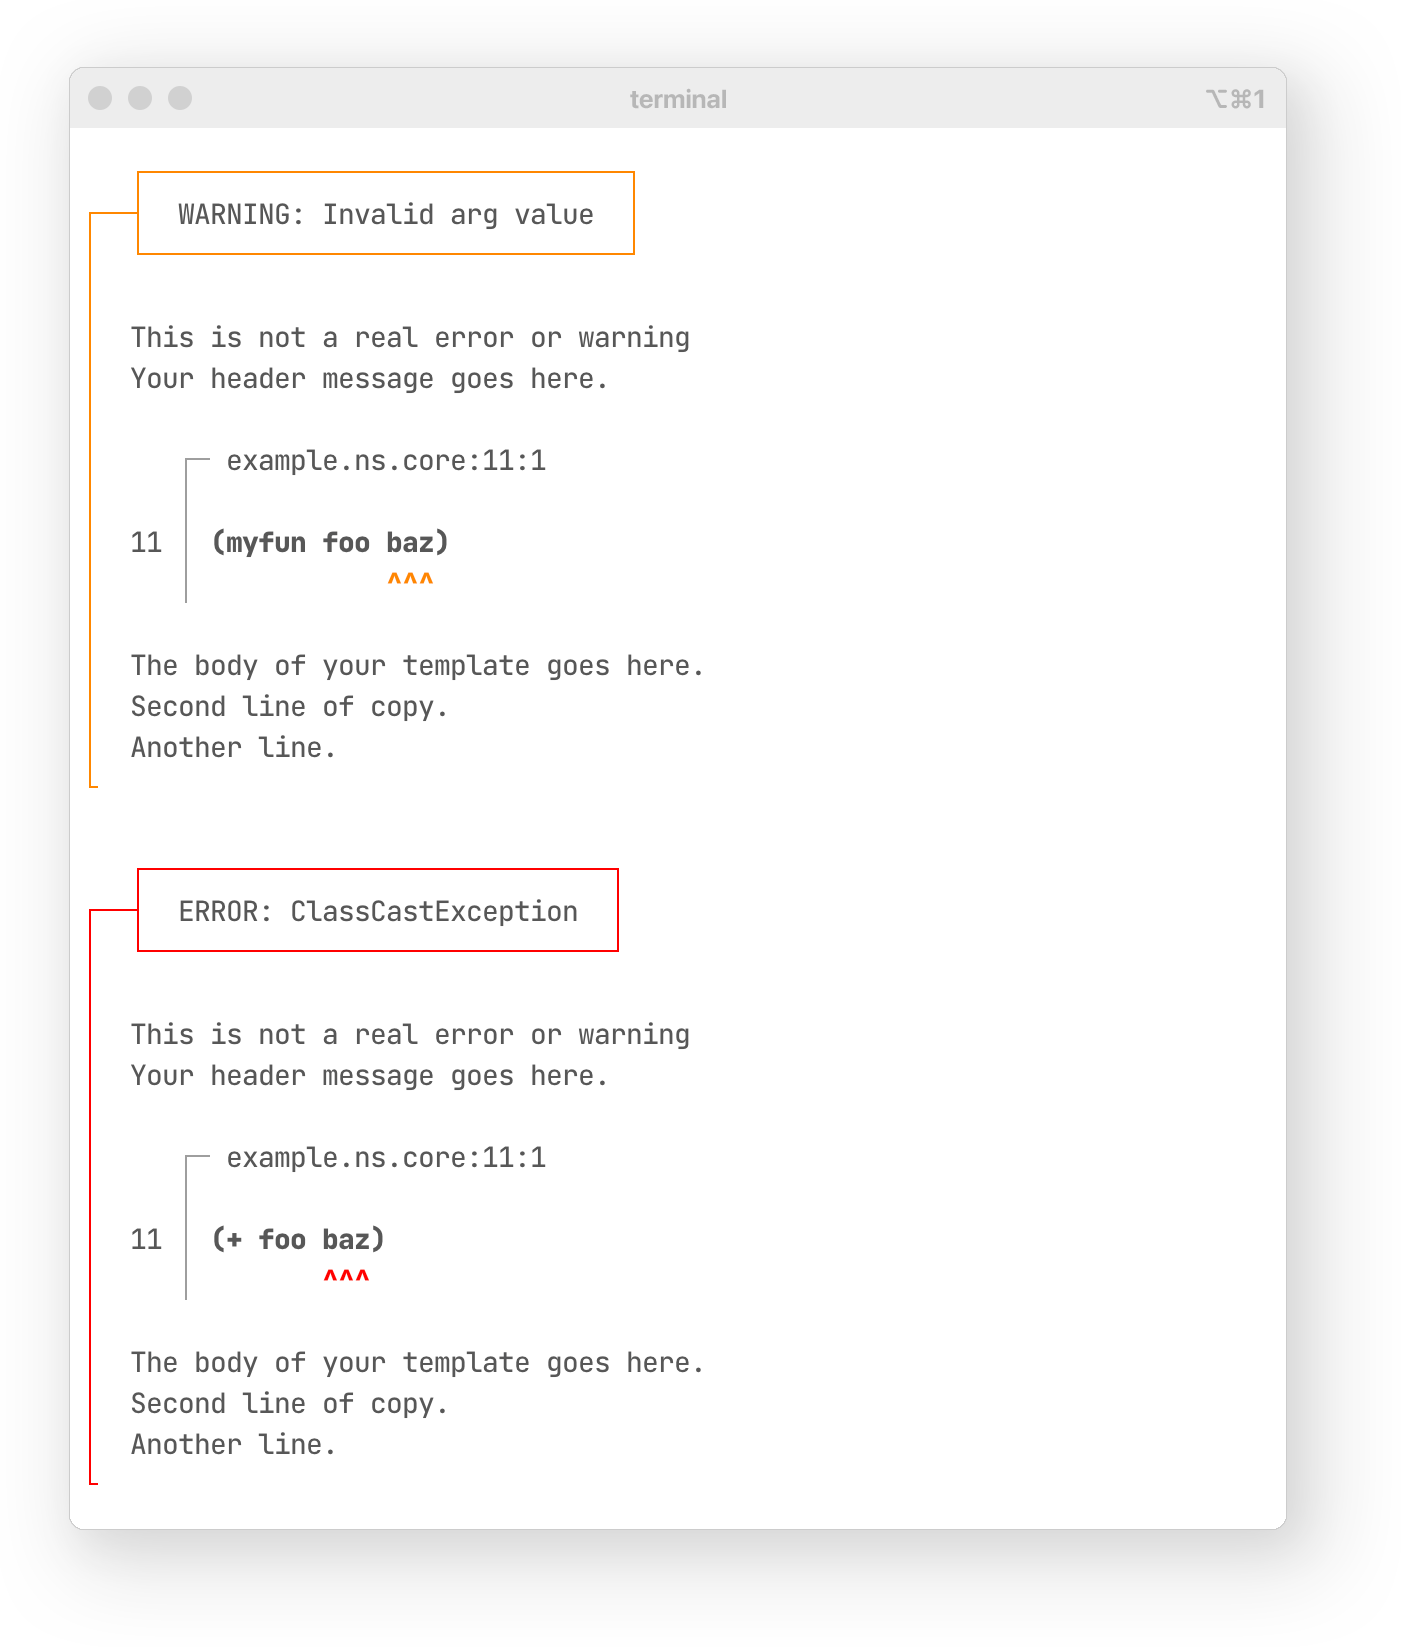 terminal
⌥⌘1
WARNING: Invalid arg value
This is not a real error or warning
Your header message goes here.
example.ns.core:11:1
11 (myfun foo baz)
^^^
The body of your template goes here.
Second line of copy.
Another line.
ERROR: ClassCastException
This is not a real error or warning
Your header message goes here.
example.ns.core:11:1
11 (+ foo baz)
^^^
The body of your template goes here.
Second line of copy.
Another line.